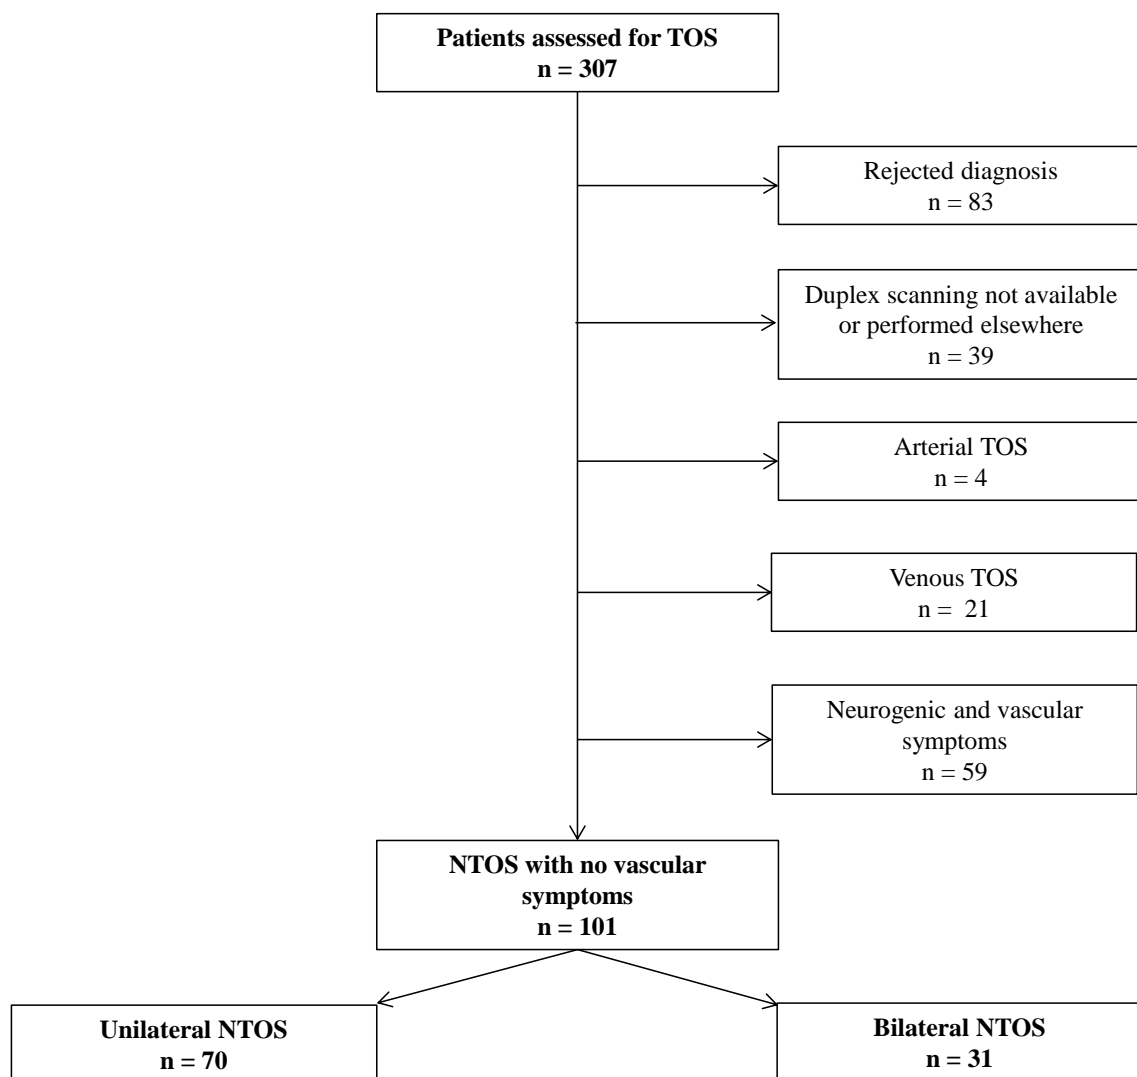 Patients assessed for TOS
n = 307
Rejected diagnosis
n = 83
Duplex scanning not available
or performed elsewhere
n = 39
Arterial TOS
n = 4
Venous TOS
n = 21
Neurogenic and vascular
symptoms
n = 59
NTOS with no vascular
symptoms
n = 101
Unilateral NTOS
n = 70
Bilateral NTOS
n = 31